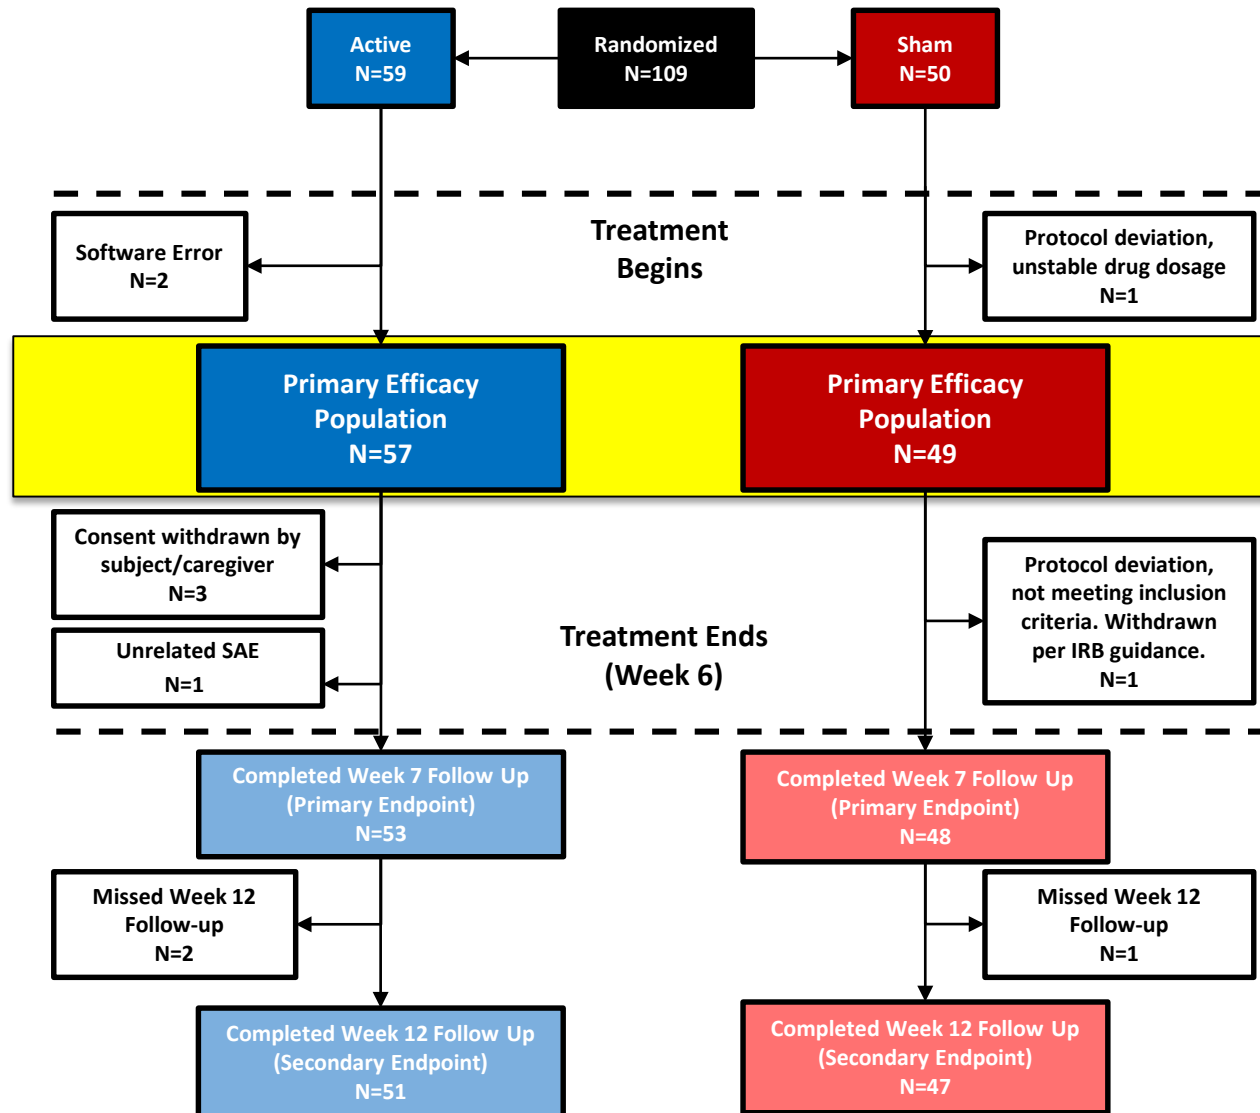 Active
N=59
Randomized
N=109
Sham
N=50
Treatment
Begins
Software Error
N=2
Protocol deviation,
unstable drug dosage
N=1
Primary Efficacy
Population
N=57
Primary Efficacy
Population
N=49
Consent withdrawn by
subject/caregiver
N=3
Unrelated SAE
N=1
Treatment Ends
(Week 6)
Protocol deviation,
not meeting inclusion
criteria. Withdrawn
per IRB guidance.
N=1
Completed Week 7 Follow Up
(Primary Endpoint)
N=53
Completed Week 7 Follow Up
(Primary Endpoint)
N=48
Missed Week 12
Follow-up
N=2
Missed Week 12
Follow-up
N=1
Completed Week 12 Follow Up
(Secondary Endpoint)
N=51
Completed Week 12 Follow Up
(Secondary Endpoint)
N=47